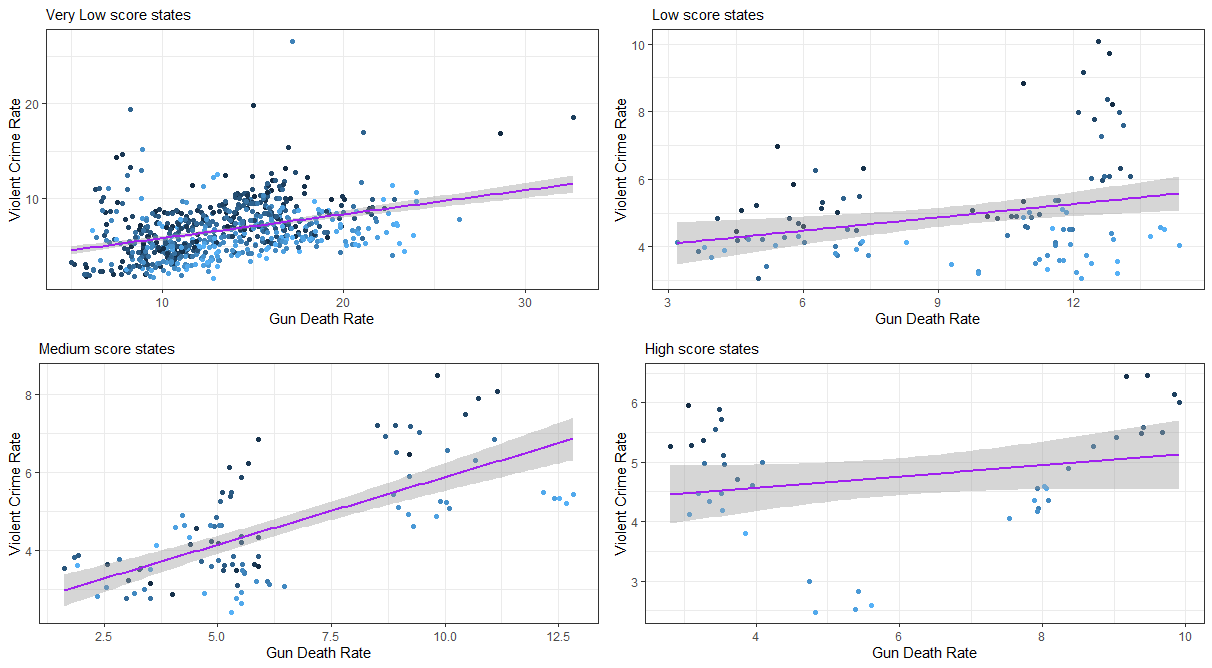 Very Low score states
Violent Crime Rate
20
10
10 20 30
Gun Death Rate
Low score states
Violent Crime Rate
10
8
6
4
3 6 9 12
Gun Death Rate
Medium score states
Violent Crime Rate
8
6
4
2.5 5.0 7.5 10.0 12.5
Gun Death Rate
High score states
Violent Crime Rate
6
5
4
3
4 6 8 10
Gun Death Rate